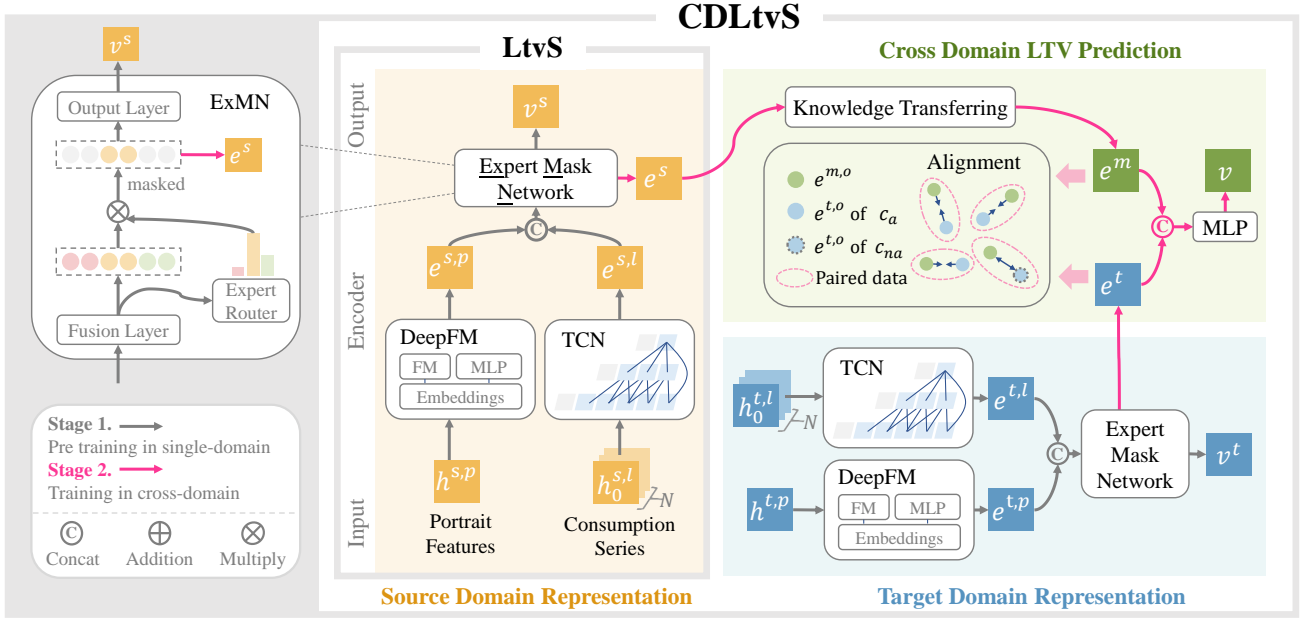 CDLtvS
v^s
Output Layer
ExMN
e^s
masked
Expert
Router
Fusion Layer
Stage 1.
Pre training in single-domain
Stage 2.
Training in cross-domain
C
Concat
Addition
Multiply
LtvS
Output
Encoder
Input
v^s
Expert Mask
Network
e^s
C
e^{s,p}
e^{s,l}
DeepFM
FM
MLP
Embeddings
TCN
h^{s,p}
h_0^{s,l}
N
Portrait
Features
Consumption
Series
Source Domain Representation
Cross Domain LTV Prediction
Knowledge Transferring
Alignment
e^{m,o}
e^{t,o} of c_a
e^{t,o} of c_{na}
Paired data
e^m
v
C
MLP
e^t
TCN
h_0^{t,l}
N
e^{t,l}
DeepFM
FM
MLP
Embeddings
h^{t,p}
e^{t,p}
C
Expert
Mask
Network
v^t
Target Domain Representation